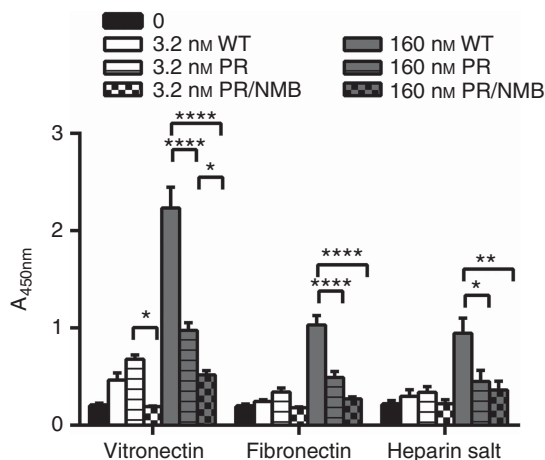 0
3.2 nM WT
3.2 nM PR
3.2 nM PR/NMB
160 nM WT
160 nM PR
160 nM PR/NMB
****
****
*
*
****
****
**
*
3
2
1
0
A450nm
Vitronectin
Fibronectin
Heparin salt